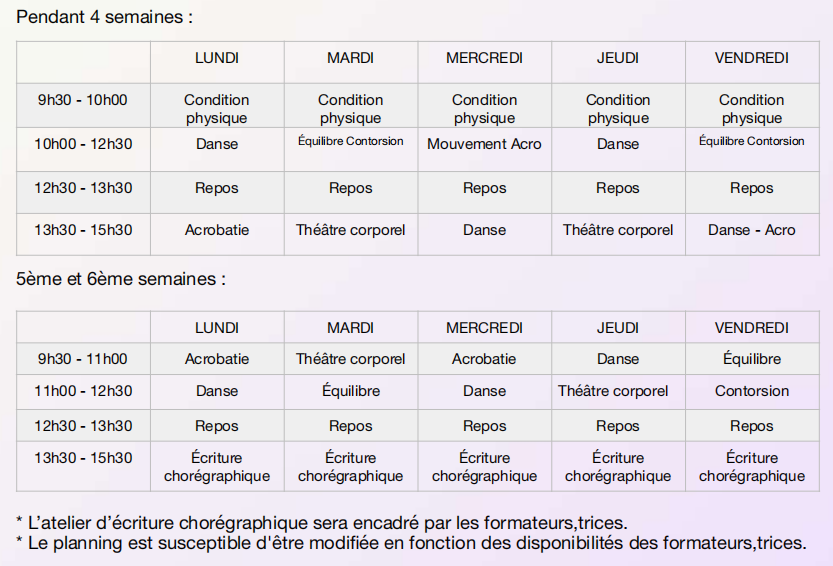 Pendant 4 semaines :
LUNDI MARDI MERCREDI JEUDI VENDREDI
9h30 - 10h00 Condition physique Condition physique Condition physique Condition physique Condition physique
10h00 - 12h30 Danse Équilibre Contorsion Mouvement Acro Danse Équilibre Contorsion
12h30 - 13h30 Repos Repos Repos Repos Repos
13h30 - 15h30 Acrobatie Théâtre corporel Danse Théâtre corporel Danse - Acro
5ème et 6ème semaines :
LUNDI MARDI MERCREDI JEUDI VENDREDI
9h30 - 11h00 Acrobatie Théâtre corporel Acrobatie Danse Équilibre
11h00 - 12h30 Danse Équilibre Danse Théâtre corporel Contorsion
12h30 - 13h30 Repos Repos Repos Repos Repos
13h30 - 15h30 Écriture chorégraphique Écriture chorégraphique Écriture chorégraphique Écriture chorégraphique Écriture chorégraphique
* L’atelier d’écriture chorégraphique sera encadré par les formateurs,trices.
* Le planning est susceptible d'être modifiée en fonction des disponibilités des formateurs,trices.